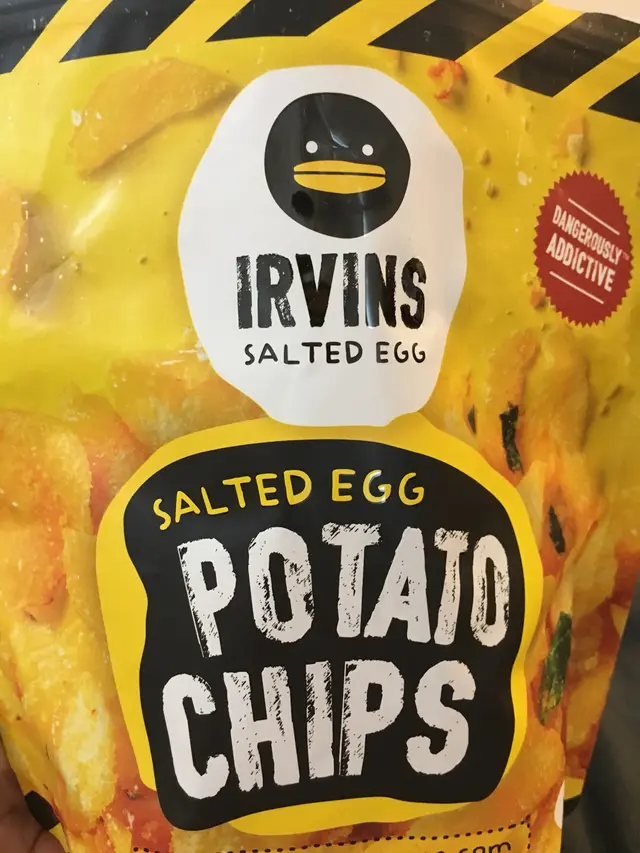 IRVINS
SALTED EGG
DANGEROUSLY
ADDICTIVE
SALTED EGG
POTATO
CHIPS